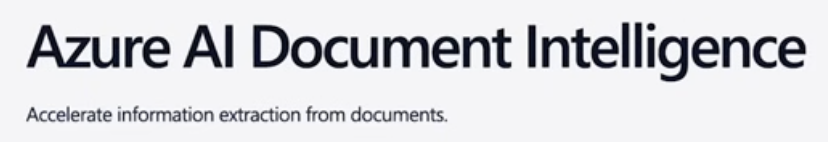 Azure AI Document Intelligence
Accelerate information extraction from documents.